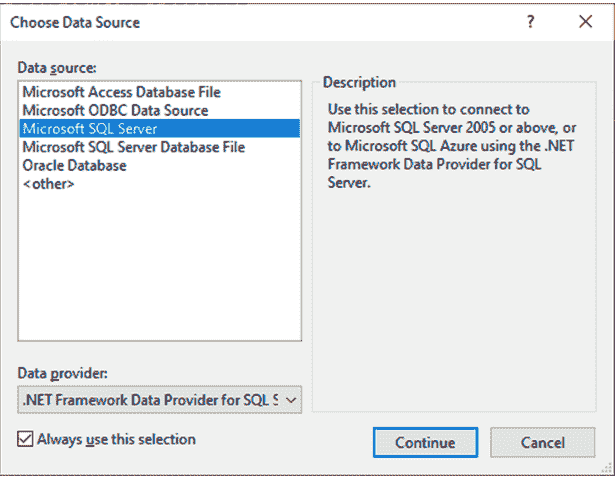 Choose Data Source
? ×
Data source:
Microsoft Access Database File
Microsoft ODBC Data Source
Microsoft SQL Server
Microsoft SQL Server Database File
Oracle Database
<other>
Description
Use this selection to connect to
Microsoft SQL Server 2005 or above, or
to Microsoft SQL Azure using the .NET
Framework Data Provider for SQL
Server.
Data provider:
.NET Framework Data Provider for SQL S
Always use this selection
Continue
Cancel